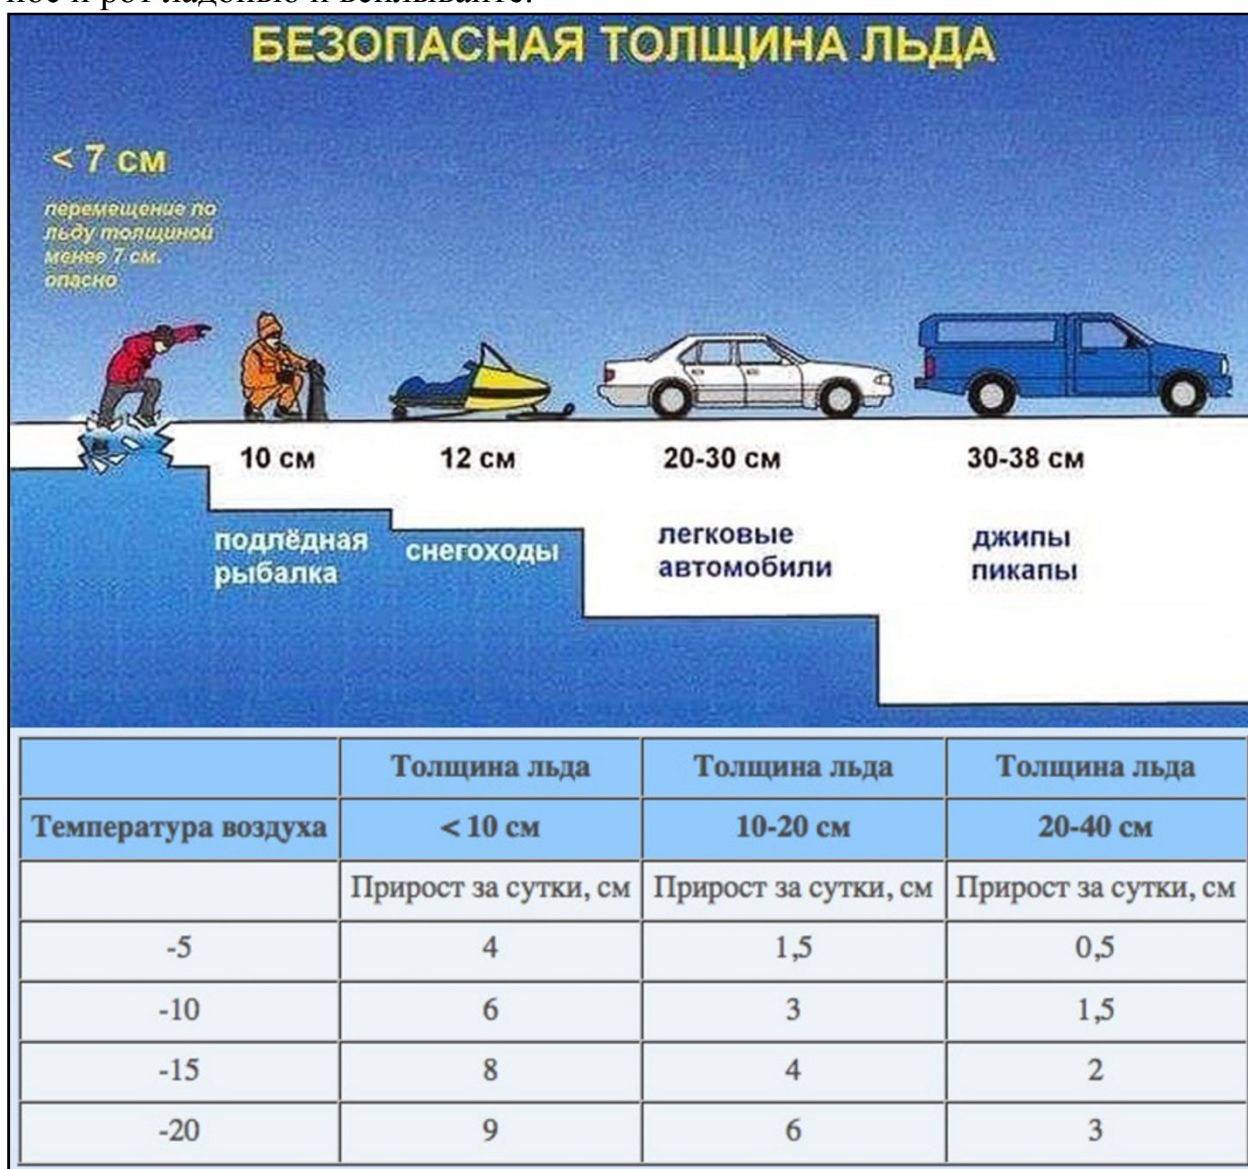 нос и рот ладонью и всплывайте.
БЕЗОПАСНАЯ ТОЛЩИНА ЛЬДА
< 7 см
перемещение по
льду толщиной
менее 7 см.
опасно
10 см
12 см
20-30 см
30-38 см
подлёдная
рыбалка
снегоходы
легковые
автомобили
джипы
пикапы
Толщина льда
Толщина льда
Толщина льда
Температура воздуха
< 10 см
10-20 см
20-40 см
Прирост за сутки, см
Прирост за сутки, см
Прирост за сутки, см
-5
4
1,5
0,5
-10
6
3
1,5
-15
8
4
2
-20
9
6
3